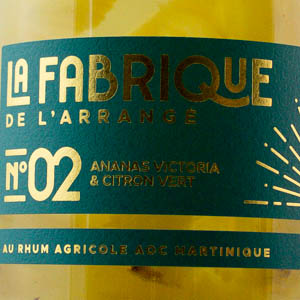 LA FABRIQUE
DE L'ARRANGÉ
N°02
ANANAS VICTORIA
& CITRON VERT
AU RHUM AGRICOLE AOC MARTINIQUE